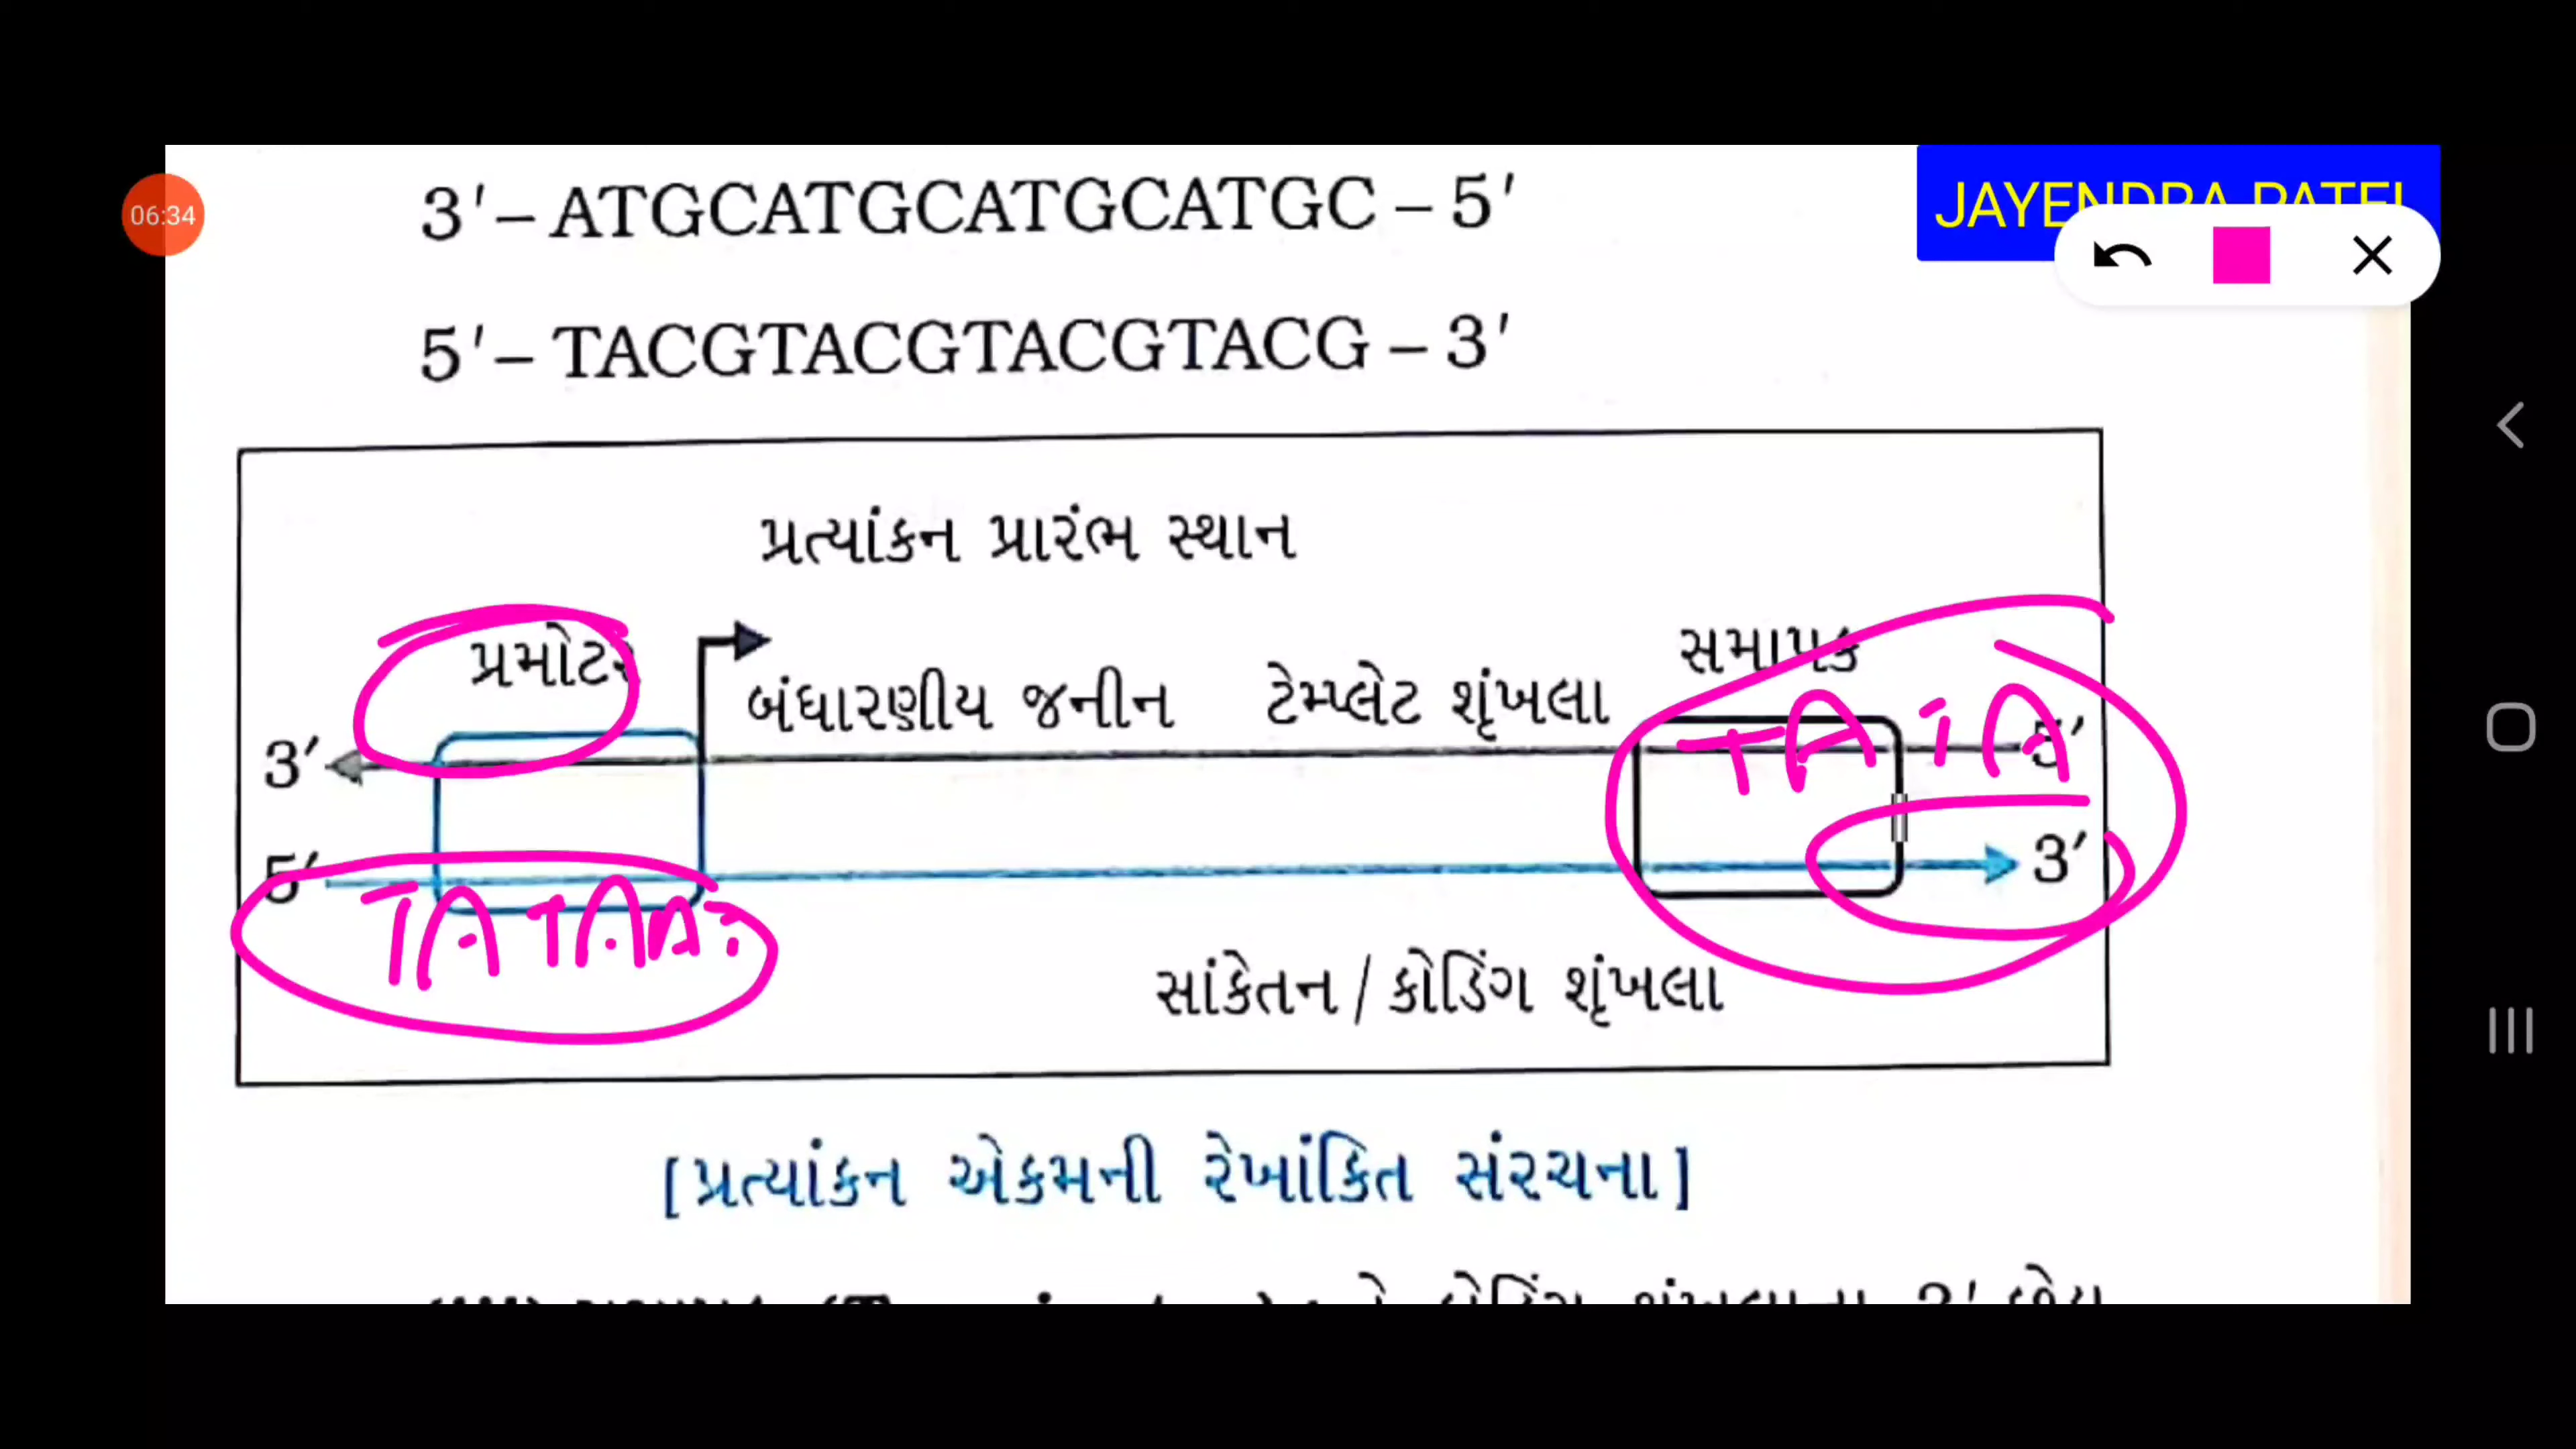 06:34
3′– ATGCATGCATGCATGC – 5′
JAYENDRA PATEL
5′– TACGTACGTACGTACG – 3′
પ્રત્યાંકન પ્રારંભ સ્થાન
પ્રમોટર
સમાપક
બંધારણીય જનીન ટેમ્પ્લેટ શૃંખલા
TATA
3′ 5′
5′ 3′
TATA
સાંકેતન / કોડિંગ શૃંખલા
[પ્રત્યાંકન એકમની રેખાંકિત સંરચના]